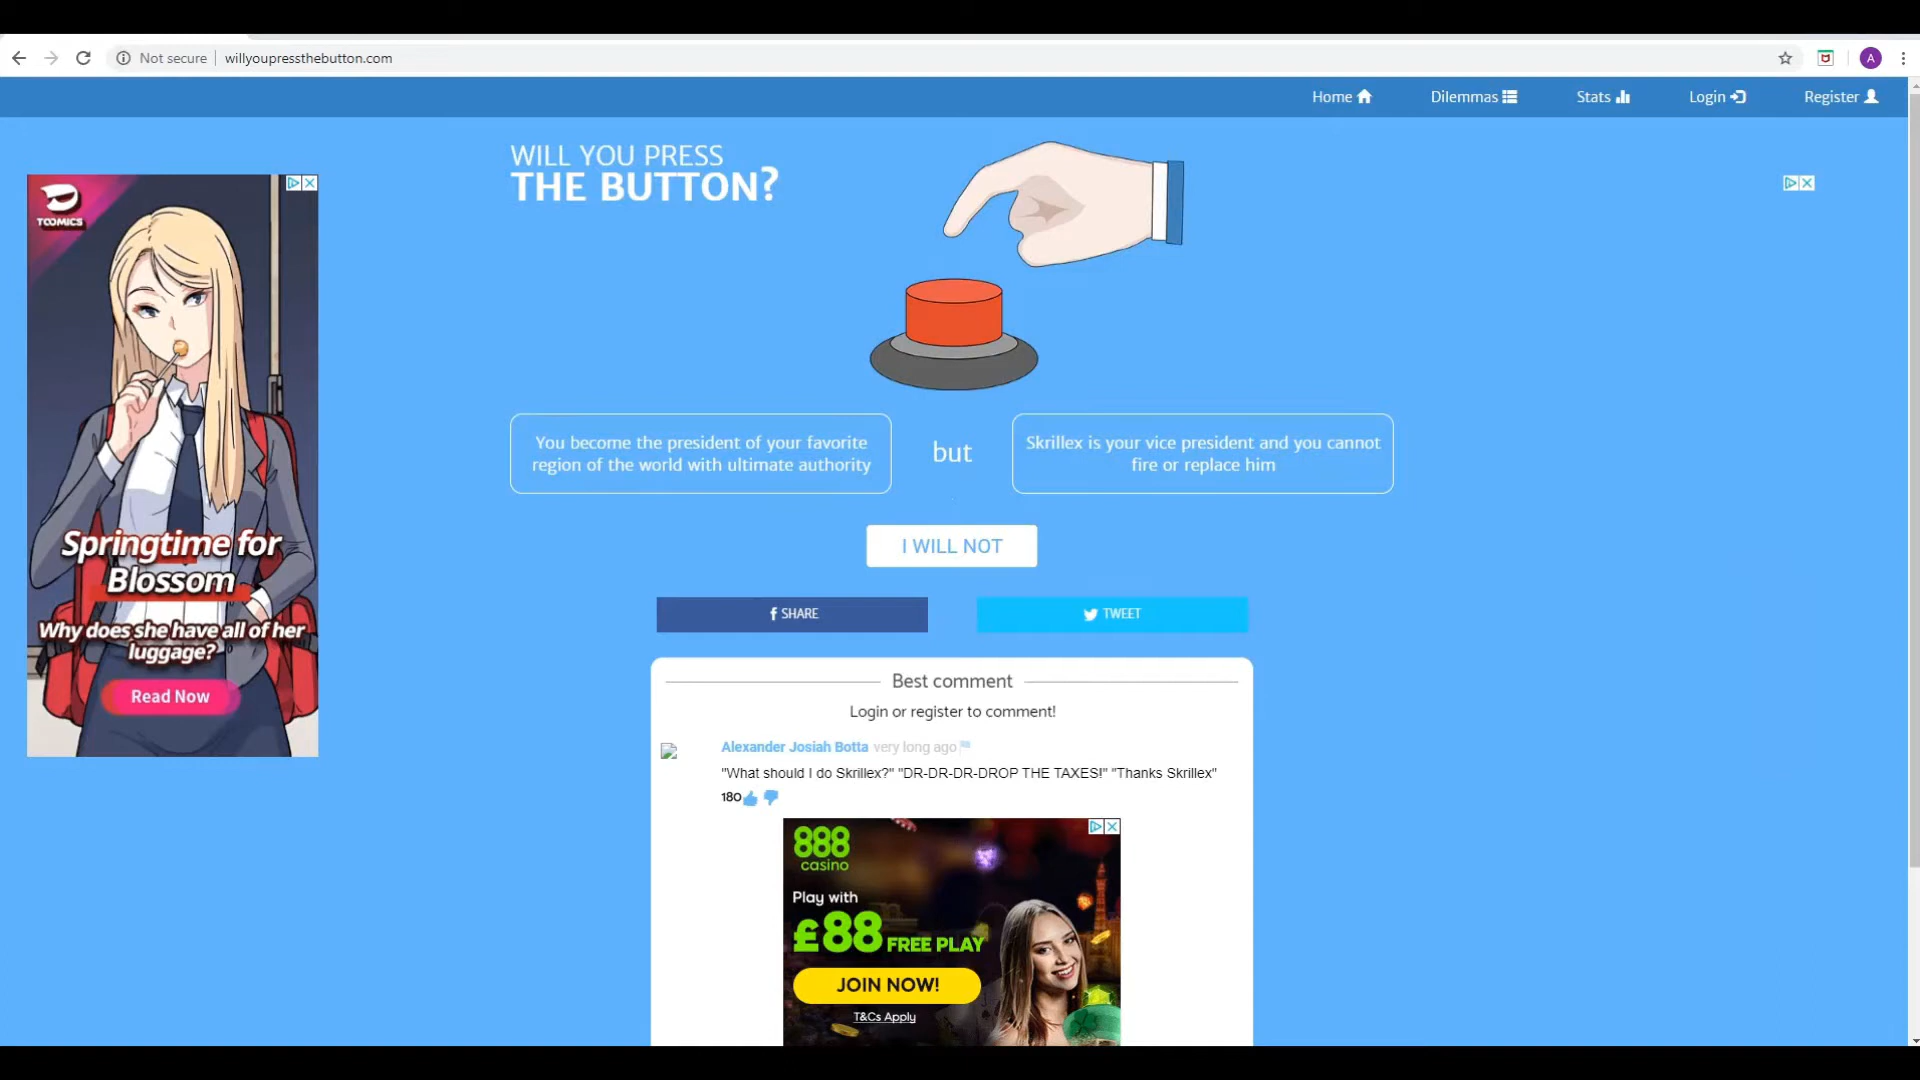 Not secure
willyoupressthebutton.com
A
Home
Dilemmas
Stats
Login
Register
WILL YOU PRESS
THE BUTTON?
TOOMICS
Springtime for
Blossom
Why does she have all of her
luggage?
Read Now
You become the president of your favorite
region of the world with ultimate authority
but
Skrillex is your vice president and you cannot
fire or replace him
I WILL NOT
SHARE
TWEET
Best comment
Login or register to comment!
Alexander Josiah Botta very long ago
"What should I do Skrillex?" "DR-DR-DR-DROP THE TAXES!" "Thanks Skrillex"
180
888
casino
Play with
£88 FREE PLAY
JOIN NOW!
T&Cs Apply